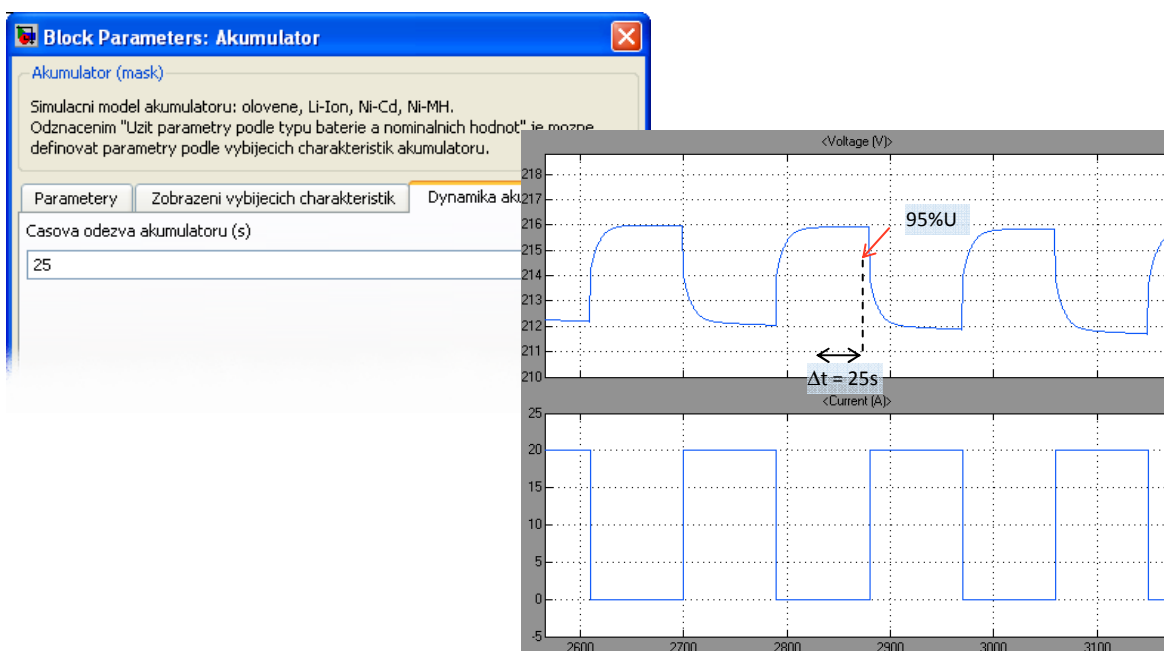 Block Parameters: Akumulator
Akumulator (mask)
Simulacni model akumulatoru: olovene, Li-Ion, Ni-Cd, Ni-MH.
Odznacenim "Uzit parametry podle typu baterie a nominalnich hodnot" je mozne
definovat parametry podle vybijecich charakteristik akumulatoru.
Parametery
Zobrazeni vybijecich charakteristik
Dynamika
Casova odezva akumulatoru (s)
25
<Voltage (V)>
218
217
216
215
214
213
212
211
210
95%U
Δt = 25s
<Current (A)>
25
20
15
10
5
0
-5
2600
2700
2800
2900
3000
3100